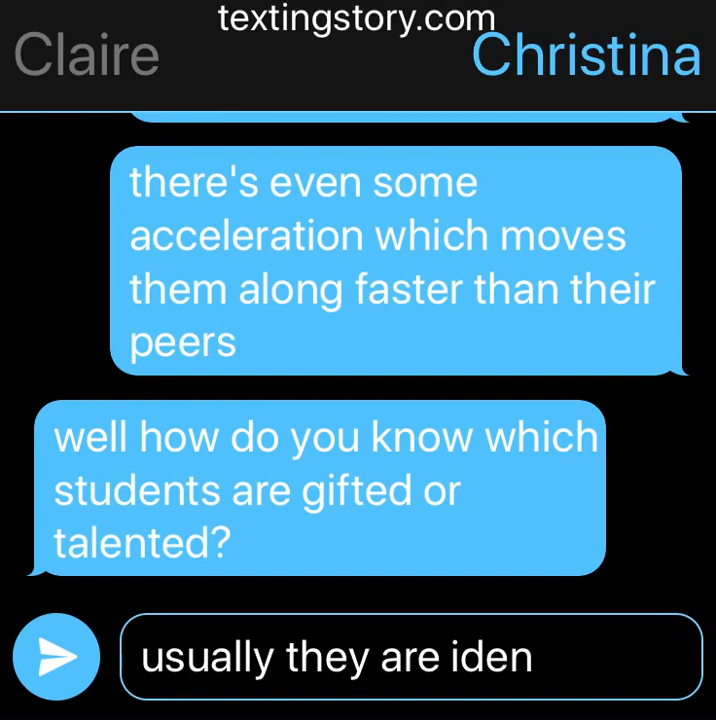 textingstory.com
Claire
Christina
there's even some
acceleration which moves
them along faster than their
peers
well how do you know which
students are gifted or
talented?
usually they are iden